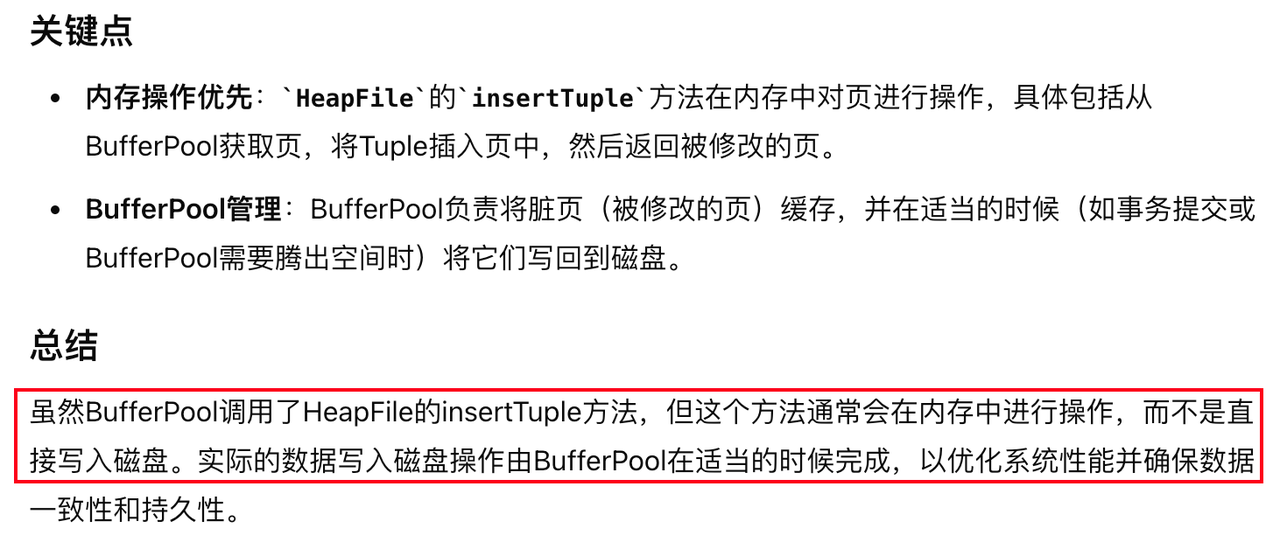 关键点
• 内存操作优先：`HeapFile`的`insertTuple`方法在内存中对页进行操作，具体包括从
BufferPool获取页，将Tuple插入页中，然后返回被修改的页。
• BufferPool管理：BufferPool负责将脏页（被修改的页）缓存，并在适当的时候（如事务提交或
BufferPool需要腾出空间时）将它们写回到磁盘。
总结
虽然BufferPool调用了HeapFile的insertTuple方法，但这个方法通常会在内存中进行操作，而不是直
接写入磁盘。实际的数据写入磁盘操作由BufferPool在适当的时候完成，以优化系统性能并确保数据
一致性和持久性。